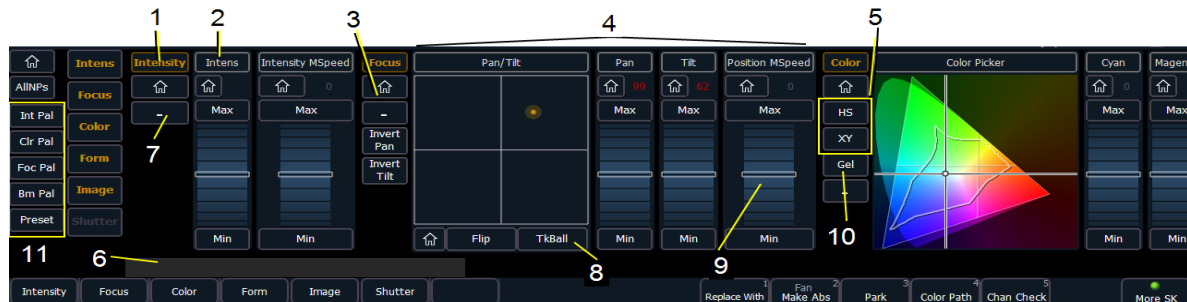 1 2 3 4 5
Intens Intensity Intens Intensity MSpeed Focus Pan/Tilt Pan Tilt Position MSpeed Color Color Picker Cyan Magen
AllNPs Focus 0 99 62 0 0
Int Pal Max Max Max Max Max HS Max Max
Color - -
Clr Pal 7 Invert Pan XY
Foc Pal Form Invert Tilt Gel
Bm Pal Image -
Preset Shutter 10
11 Min Min Flip TkBall Min Min Min Min Min
6 8 9
Intensity Focus Color Form Image Shutter
1 Replace With
Fan 2 Make Abs
3 Park
4 Color Path
5 Chan Check
More SK